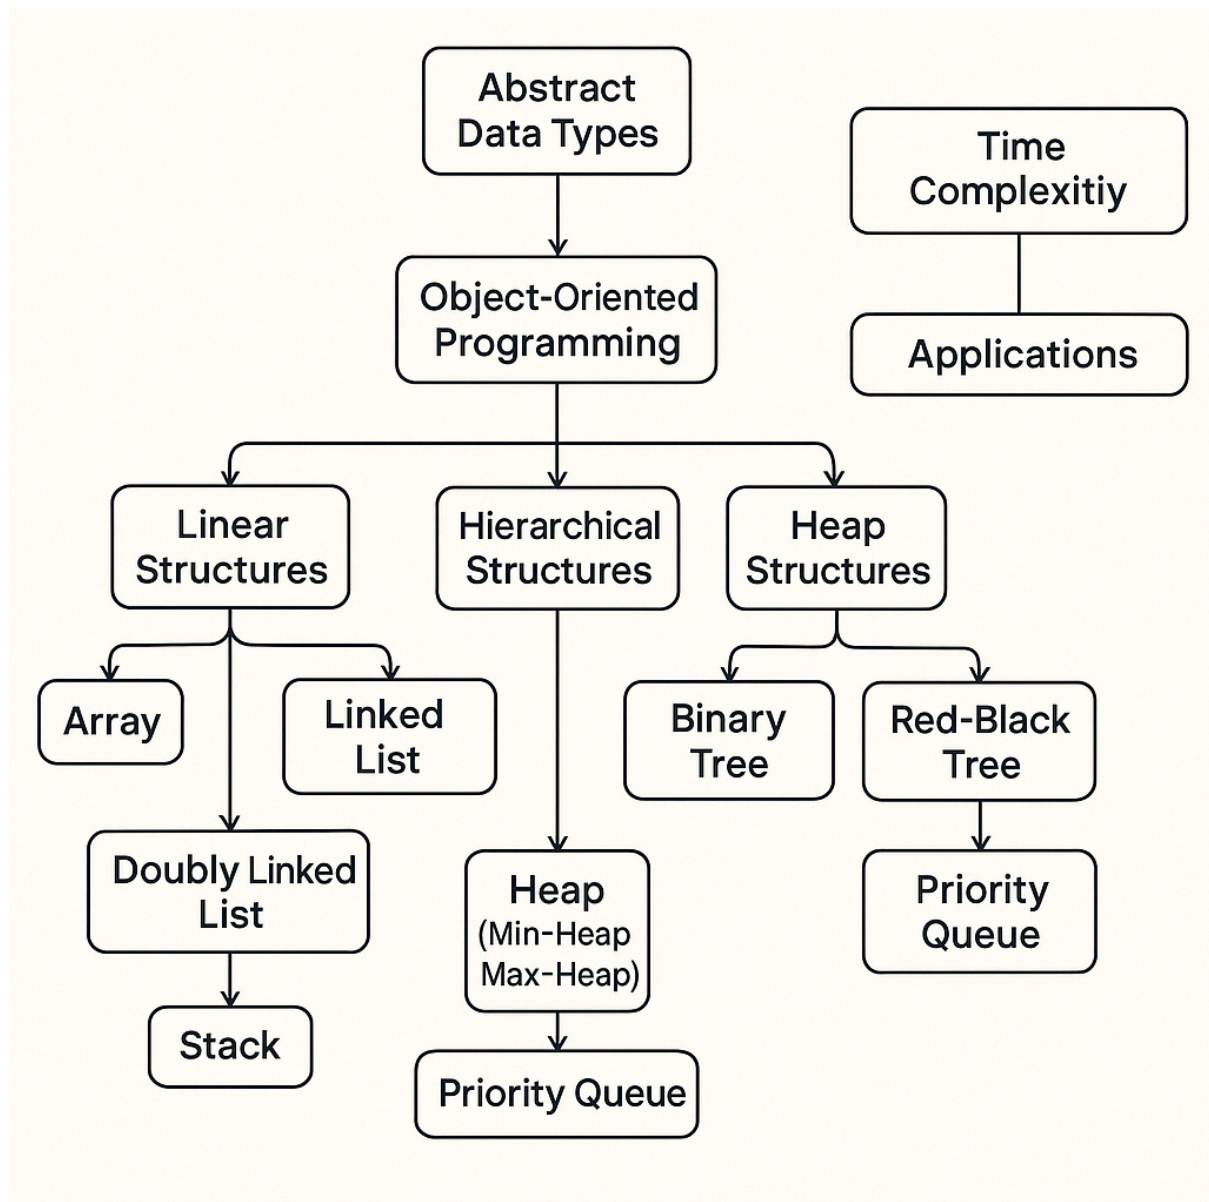 Abstract
Data Types
Time
Complexitiy
Object-Oriented
Programming
Applications
Linear
Structures
Hierarchical
Structures
Heap
Structures
Array
Linked
List
Binary
Tree
Red-Black
Tree
Doubly Linked
List
Heap
(Min-Heap
Max-Heap)
Priority
Queue
Stack
Priority Queue